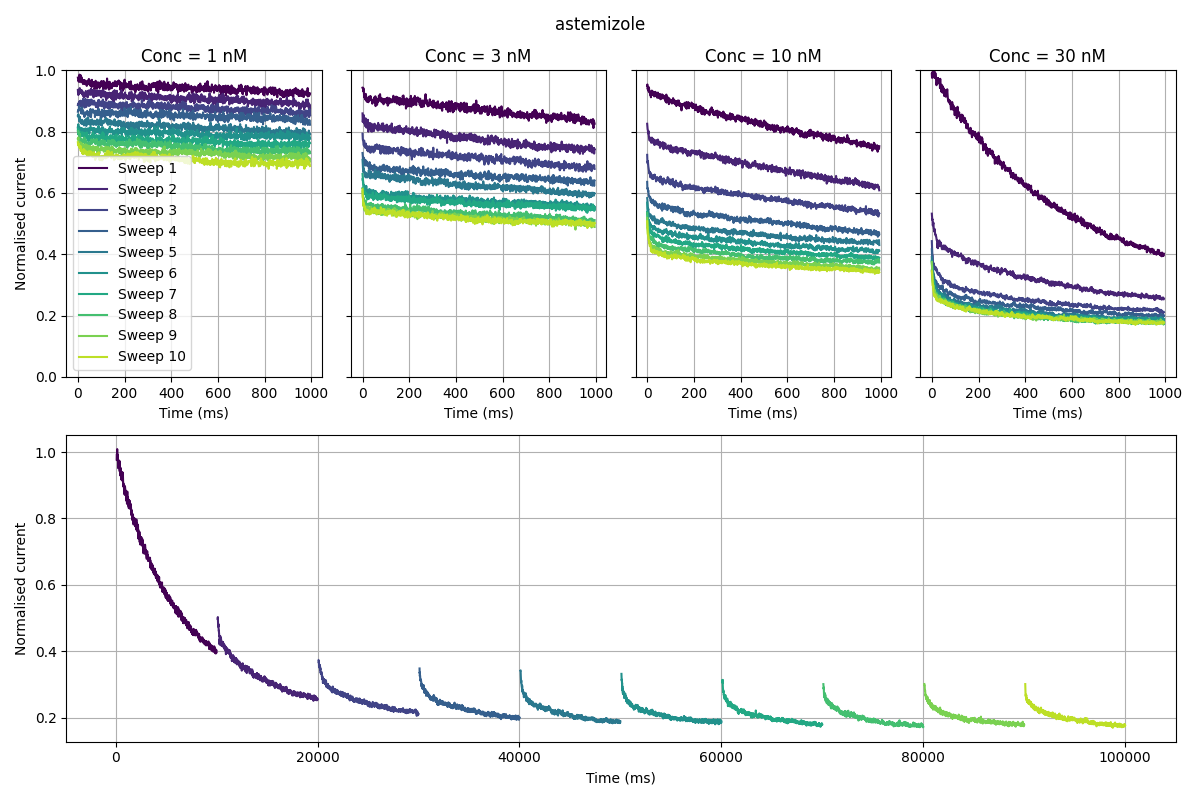 astemizole
Conc = 1 nM
Conc = 3 nM
Conc = 10 nM
Conc = 30 nM
Normalised current
1.0
0.8
0.6
0.4
0.2
0.0
Sweep 1
Sweep 2
Sweep 3
Sweep 4
Sweep 5
Sweep 6
Sweep 7
Sweep 8
Sweep 9
Sweep 10
0 200 400 600 800 1000
0 200 400 600 800 1000
0 200 400 600 800 1000
0 200 400 600 800 1000
Time (ms)
Time (ms)
Time (ms)
Time (ms)
Normalised current
1.0
0.8
0.6
0.4
0.2
0 20000 40000 60000 80000 100000
Time (ms)